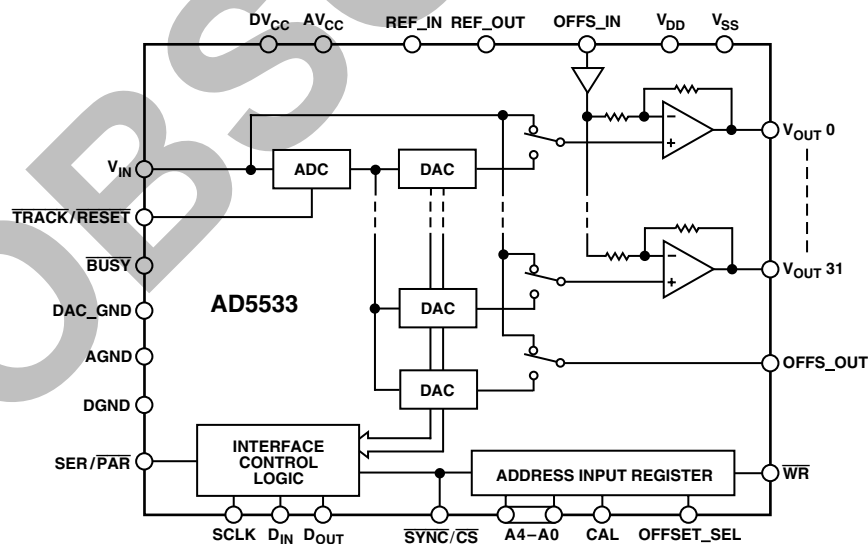 DVCC AVCC REF_IN REF_OUT OFFS_IN VDD VSS
VOUT 0
VIN
ADC DAC
TRACK/RESET
BUSY
VOUT 31
DAC_GND
AD5533
DAC
AGND
OFFS_OUT
DAC
DGND
SER/PAR
INTERFACE
CONTROL
LOGIC
ADDRESS INPUT REGISTER
WR
SCLK DIN DOUT SYNC/CS A4–A0 CAL OFFSET_SEL